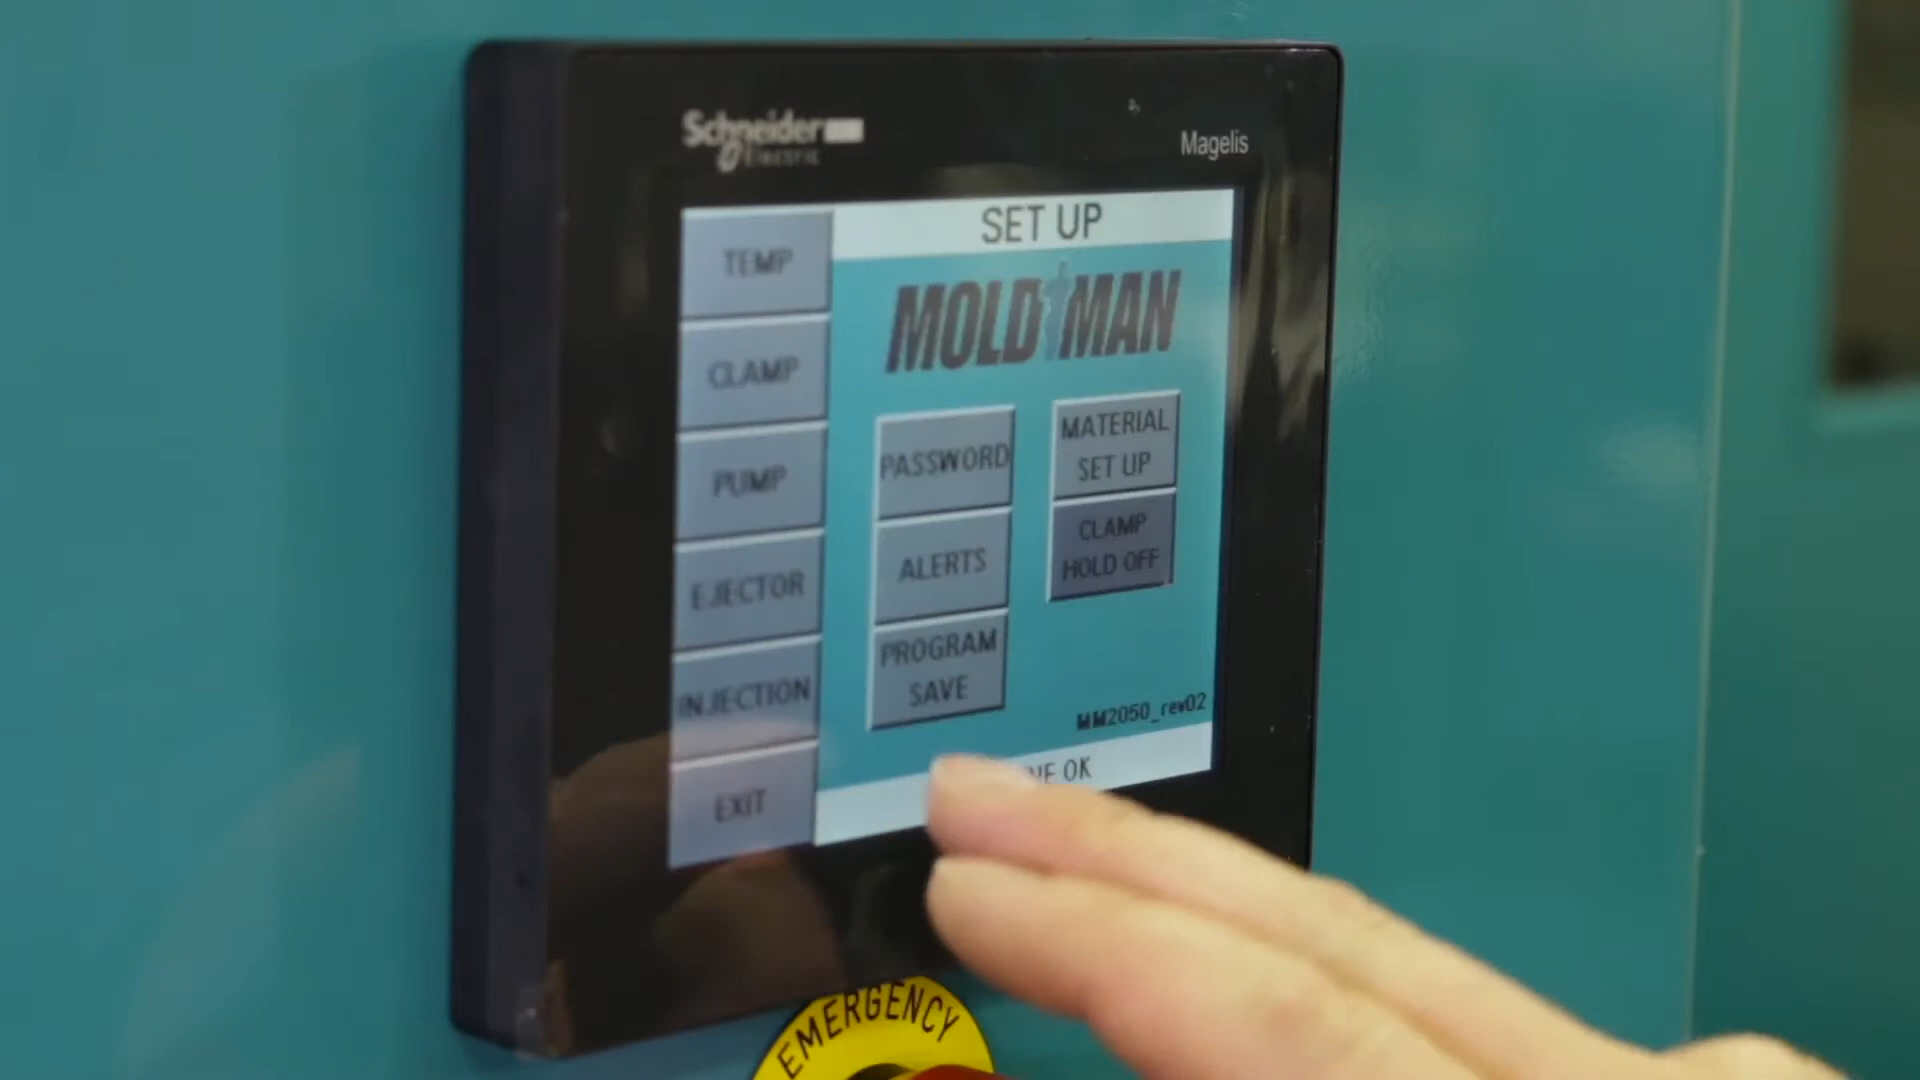 Schneider
Electric
Magelis
SET UP
TEMP
MOLD MAN
CLAMP
PASSWORD
MATERIAL
SET UP
PUMP
ALERTS
CLAMP
HOLD OFF
EJECTOR
PROGRAM
SAVE
INJECTION
MM2050_rev02
EXIT
OK
EMERGENCY